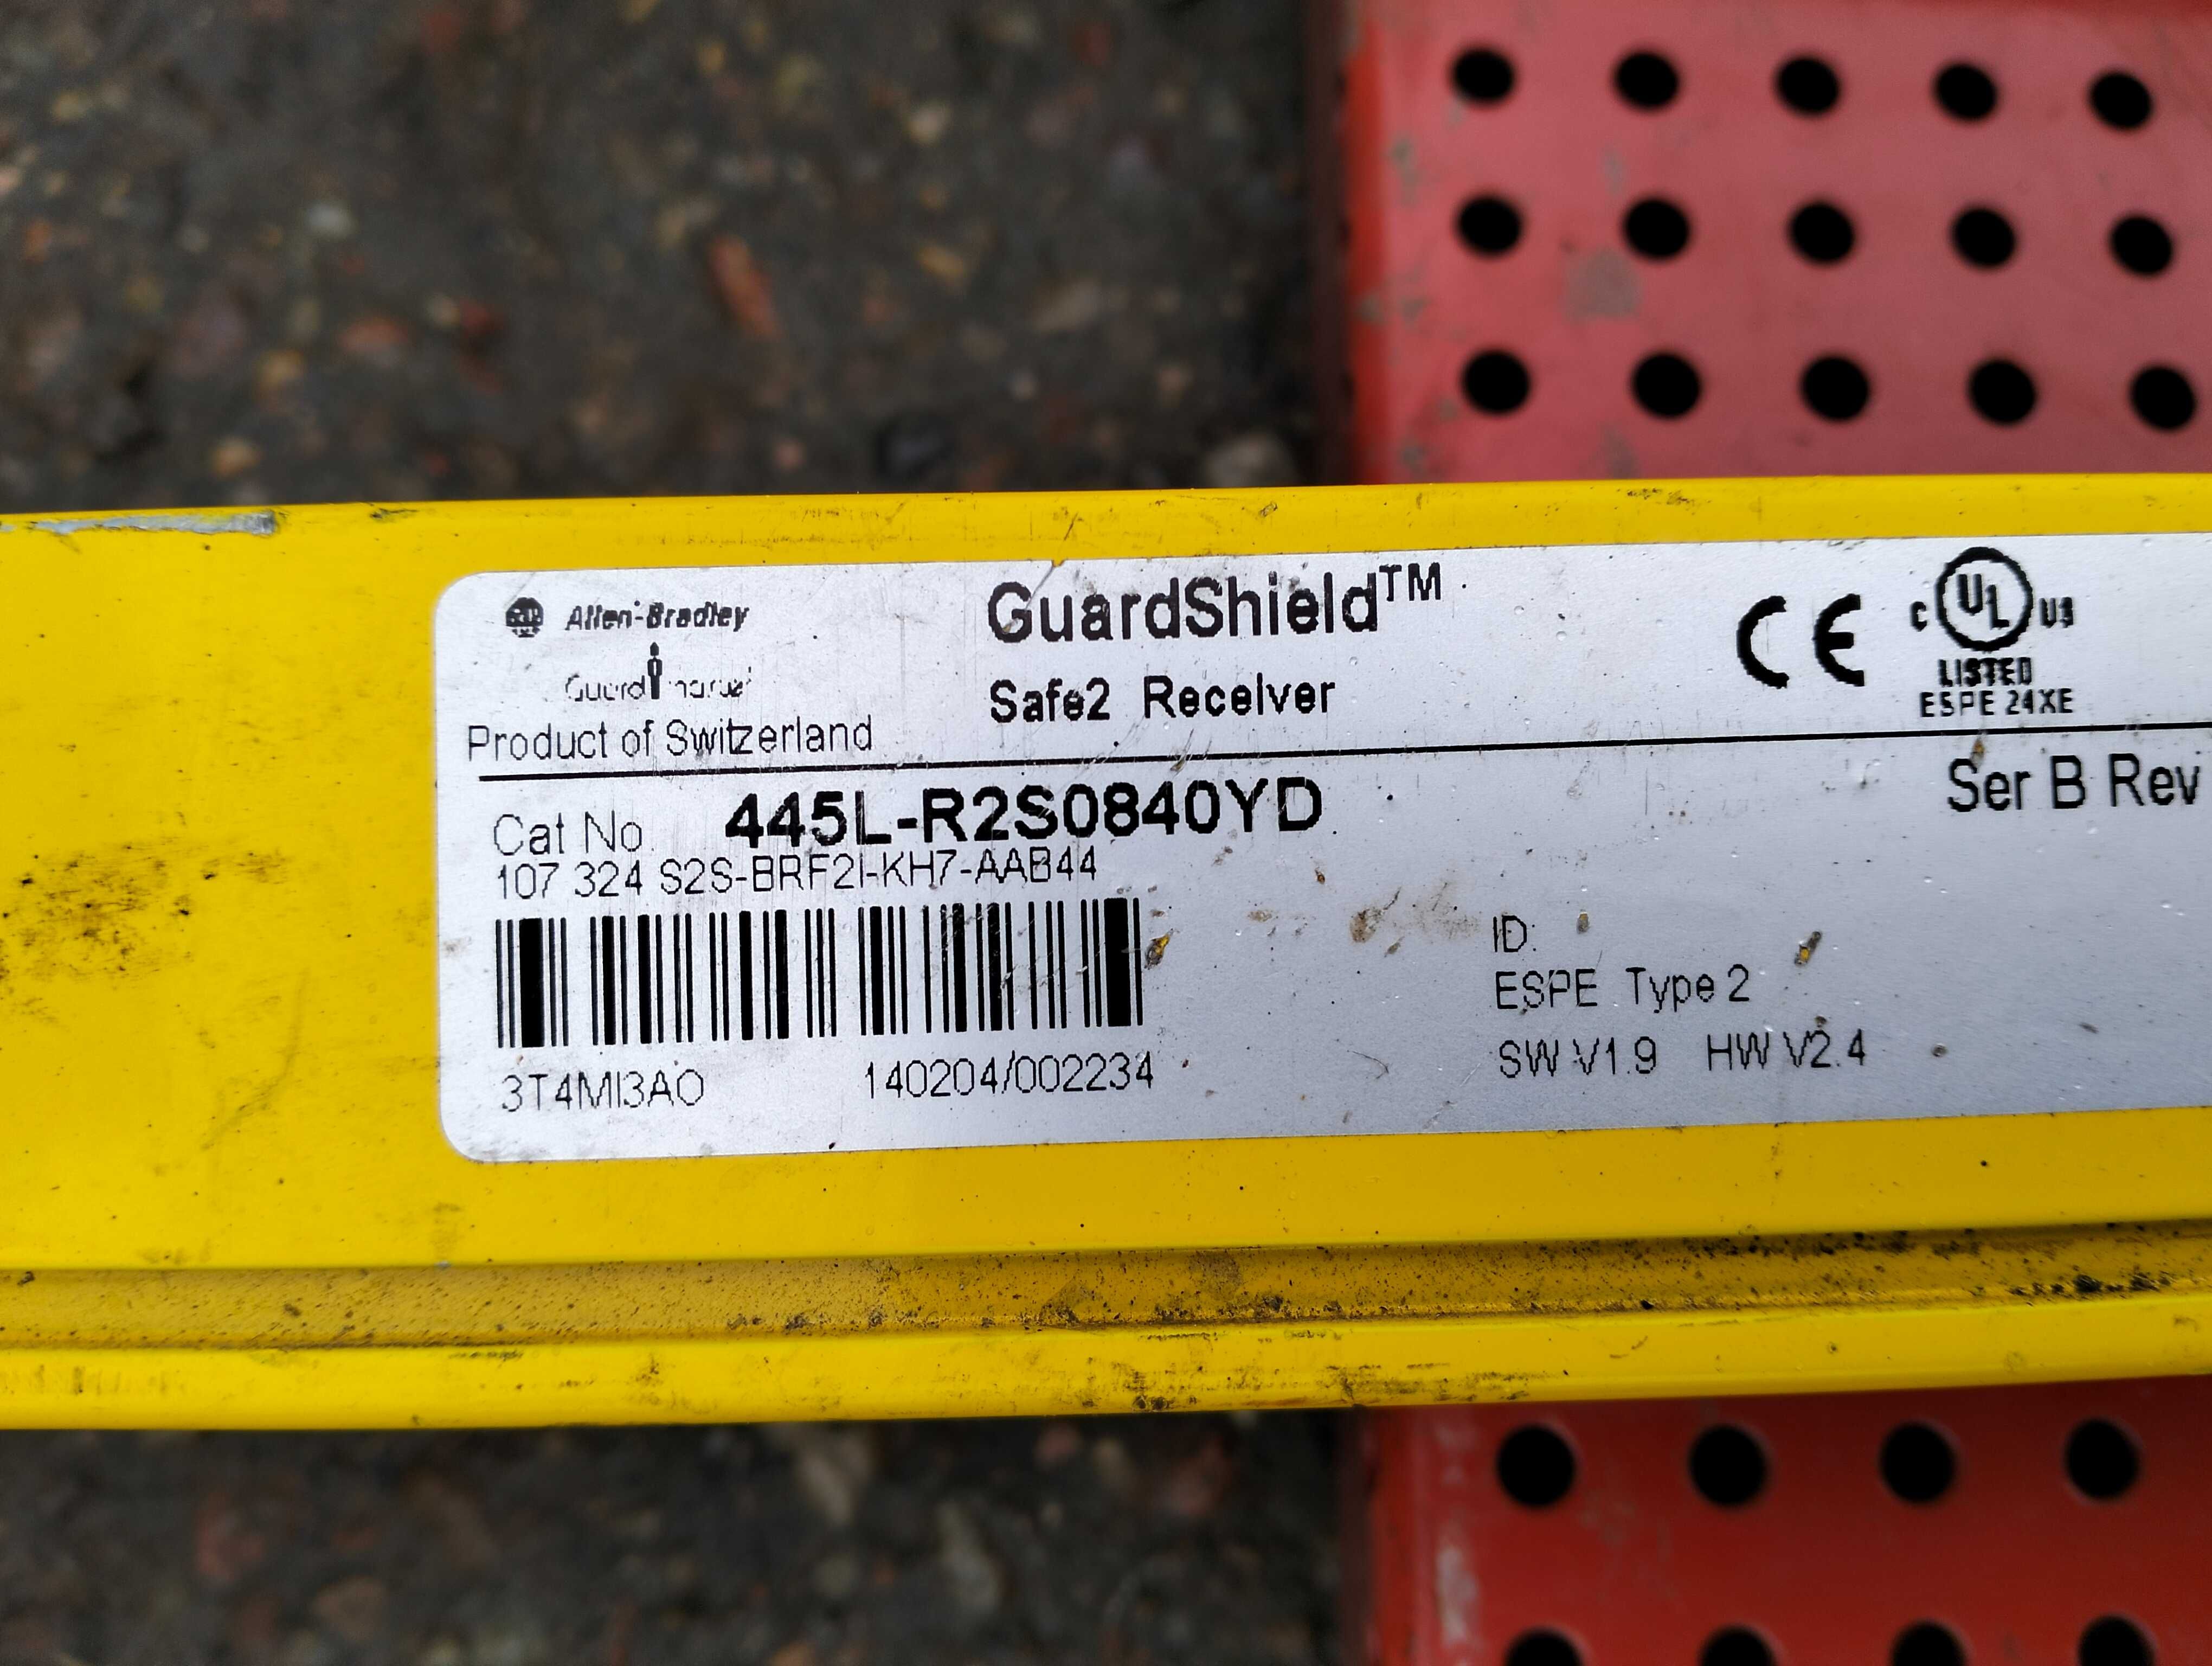 Allen-Bradley
GuardShield™
Safe2 Receiver
Product of Switzerland
CE
C UL US
LISTED
ESPE 24XE
Cat No. 445L-R2S0840YD
Ser B Rev
107 324 S2S-BRF2I-KH7-AAB44
ID:
ESPE Type 2
SW V1.9 HW V2.4
3T4MI3AO 140204/002234